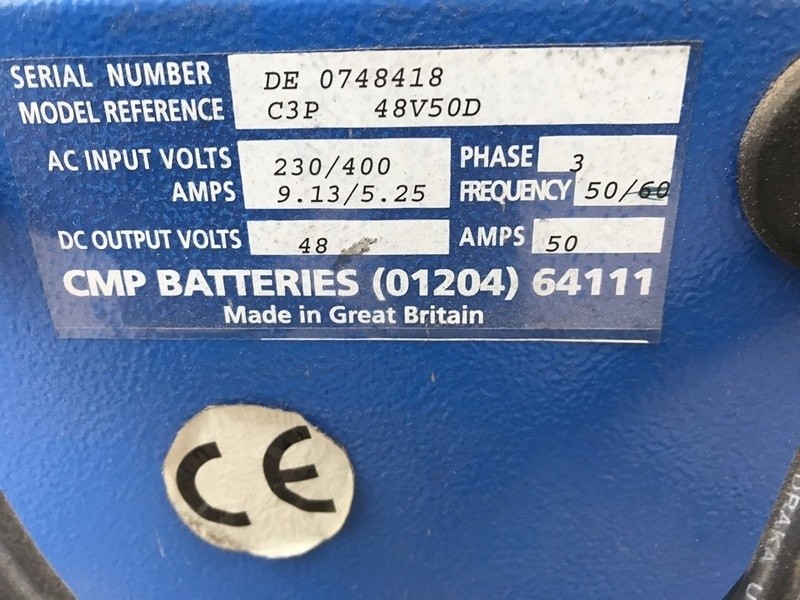 SERIAL NUMBER DE 0748418
MODEL REFERENCE C3P 48V50D
AC INPUT VOLTS 230/400 PHASE 3
AMPS 9.13/5.25 FREQUENCY 50/60
DC OUTPUT VOLTS 48 AMPS 50
CMP BATTERIES (01204) 64111
Made in Great Britain
CE
DRAKA U